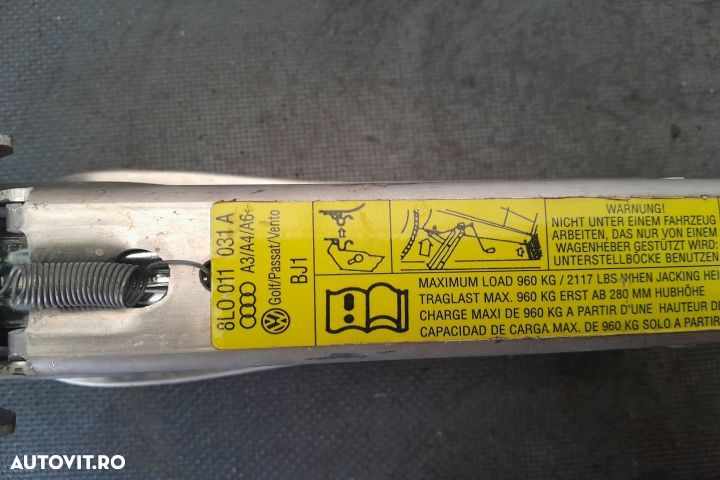 8L0 011 031 A
A3/A4/A6
Golf/Passat/Vento
BJ1
WARNUNG!
NICHT UNTER EINEM FAHRZEUG
ARBEITEN, DAS NUR VON EINEM
WAGENHEBER GESTÜTZT WIRD:
UNTERSTELLBÖCKE BENUTZEN
MAXIMUM LOAD 960 KG / 2117 LBS WHEN JACKING HEI
TRAGLAST MAX. 960 KG ERST AB 280 MM HUBHÖHE
CHARGE MAXI DE 960 KG A PARTIR D'UNE HAUTEUR DE
CAPACIDAD DE CARGA MAX. DE 960 KG SOLO A PARTIR
AUTOVIT.RO